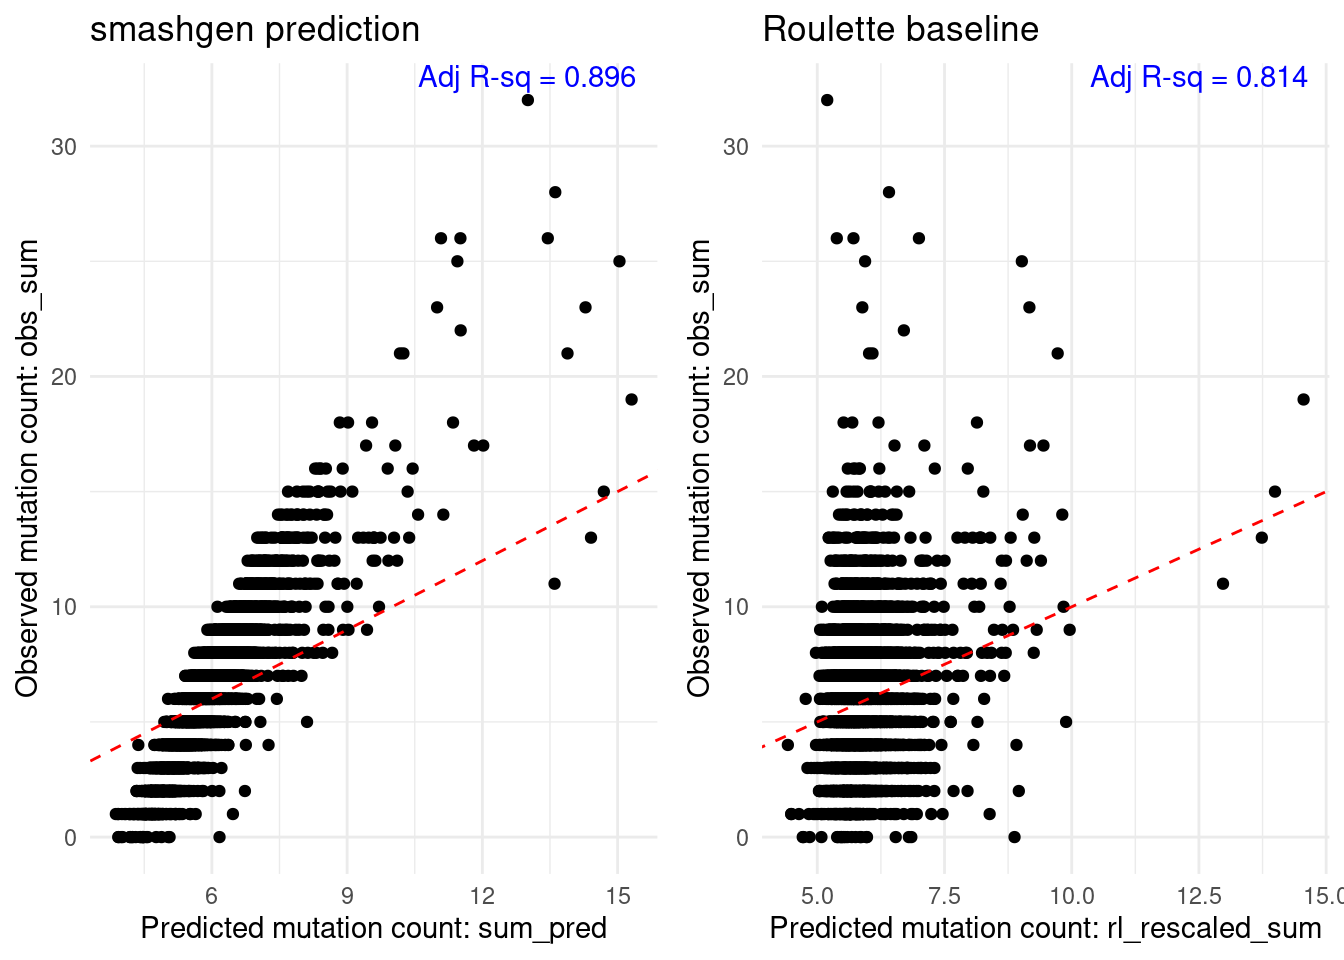 smashgen prediction
Adj R-sq = 0.896
Observed mutation count: obs_sum
30
20
10
0
6
9
12
15
Predicted mutation count: sum_pred
Roulette baseline
Adj R-sq = 0.814
Observed mutation count: obs_sum
30
20
10
0
5.0
7.5
10.0
12.5
15.0
Predicted mutation count: rl_rescaled_sum